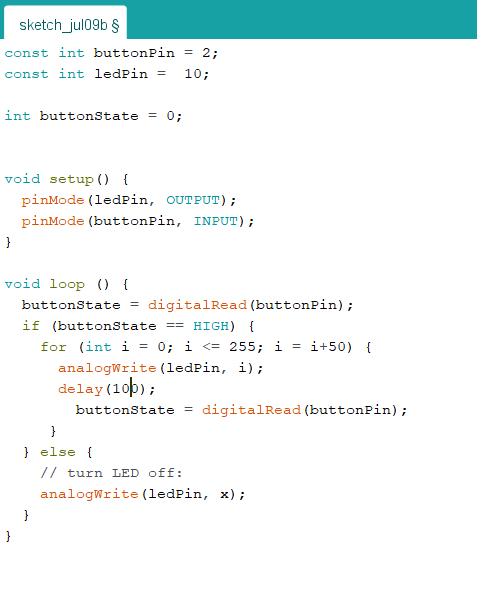 sketch_jul09b §
const int buttonPin = 2;
const int ledPin =  10;
int buttonState = 0;
void setup() {
  pinMode(ledPin, OUTPUT);
  pinMode(buttonPin, INPUT);
}
void loop () {
  buttonState = digitalRead(buttonPin);
  if (buttonState == HIGH) {
    for (int i = 0; i <= 255; i = i+50) {
      analogWrite(ledPin, i);
      delay(100);
        buttonState = digitalRead(buttonPin);
     }
  } else {
    // turn LED off:
    analogWrite(ledPin, x);
  }
}